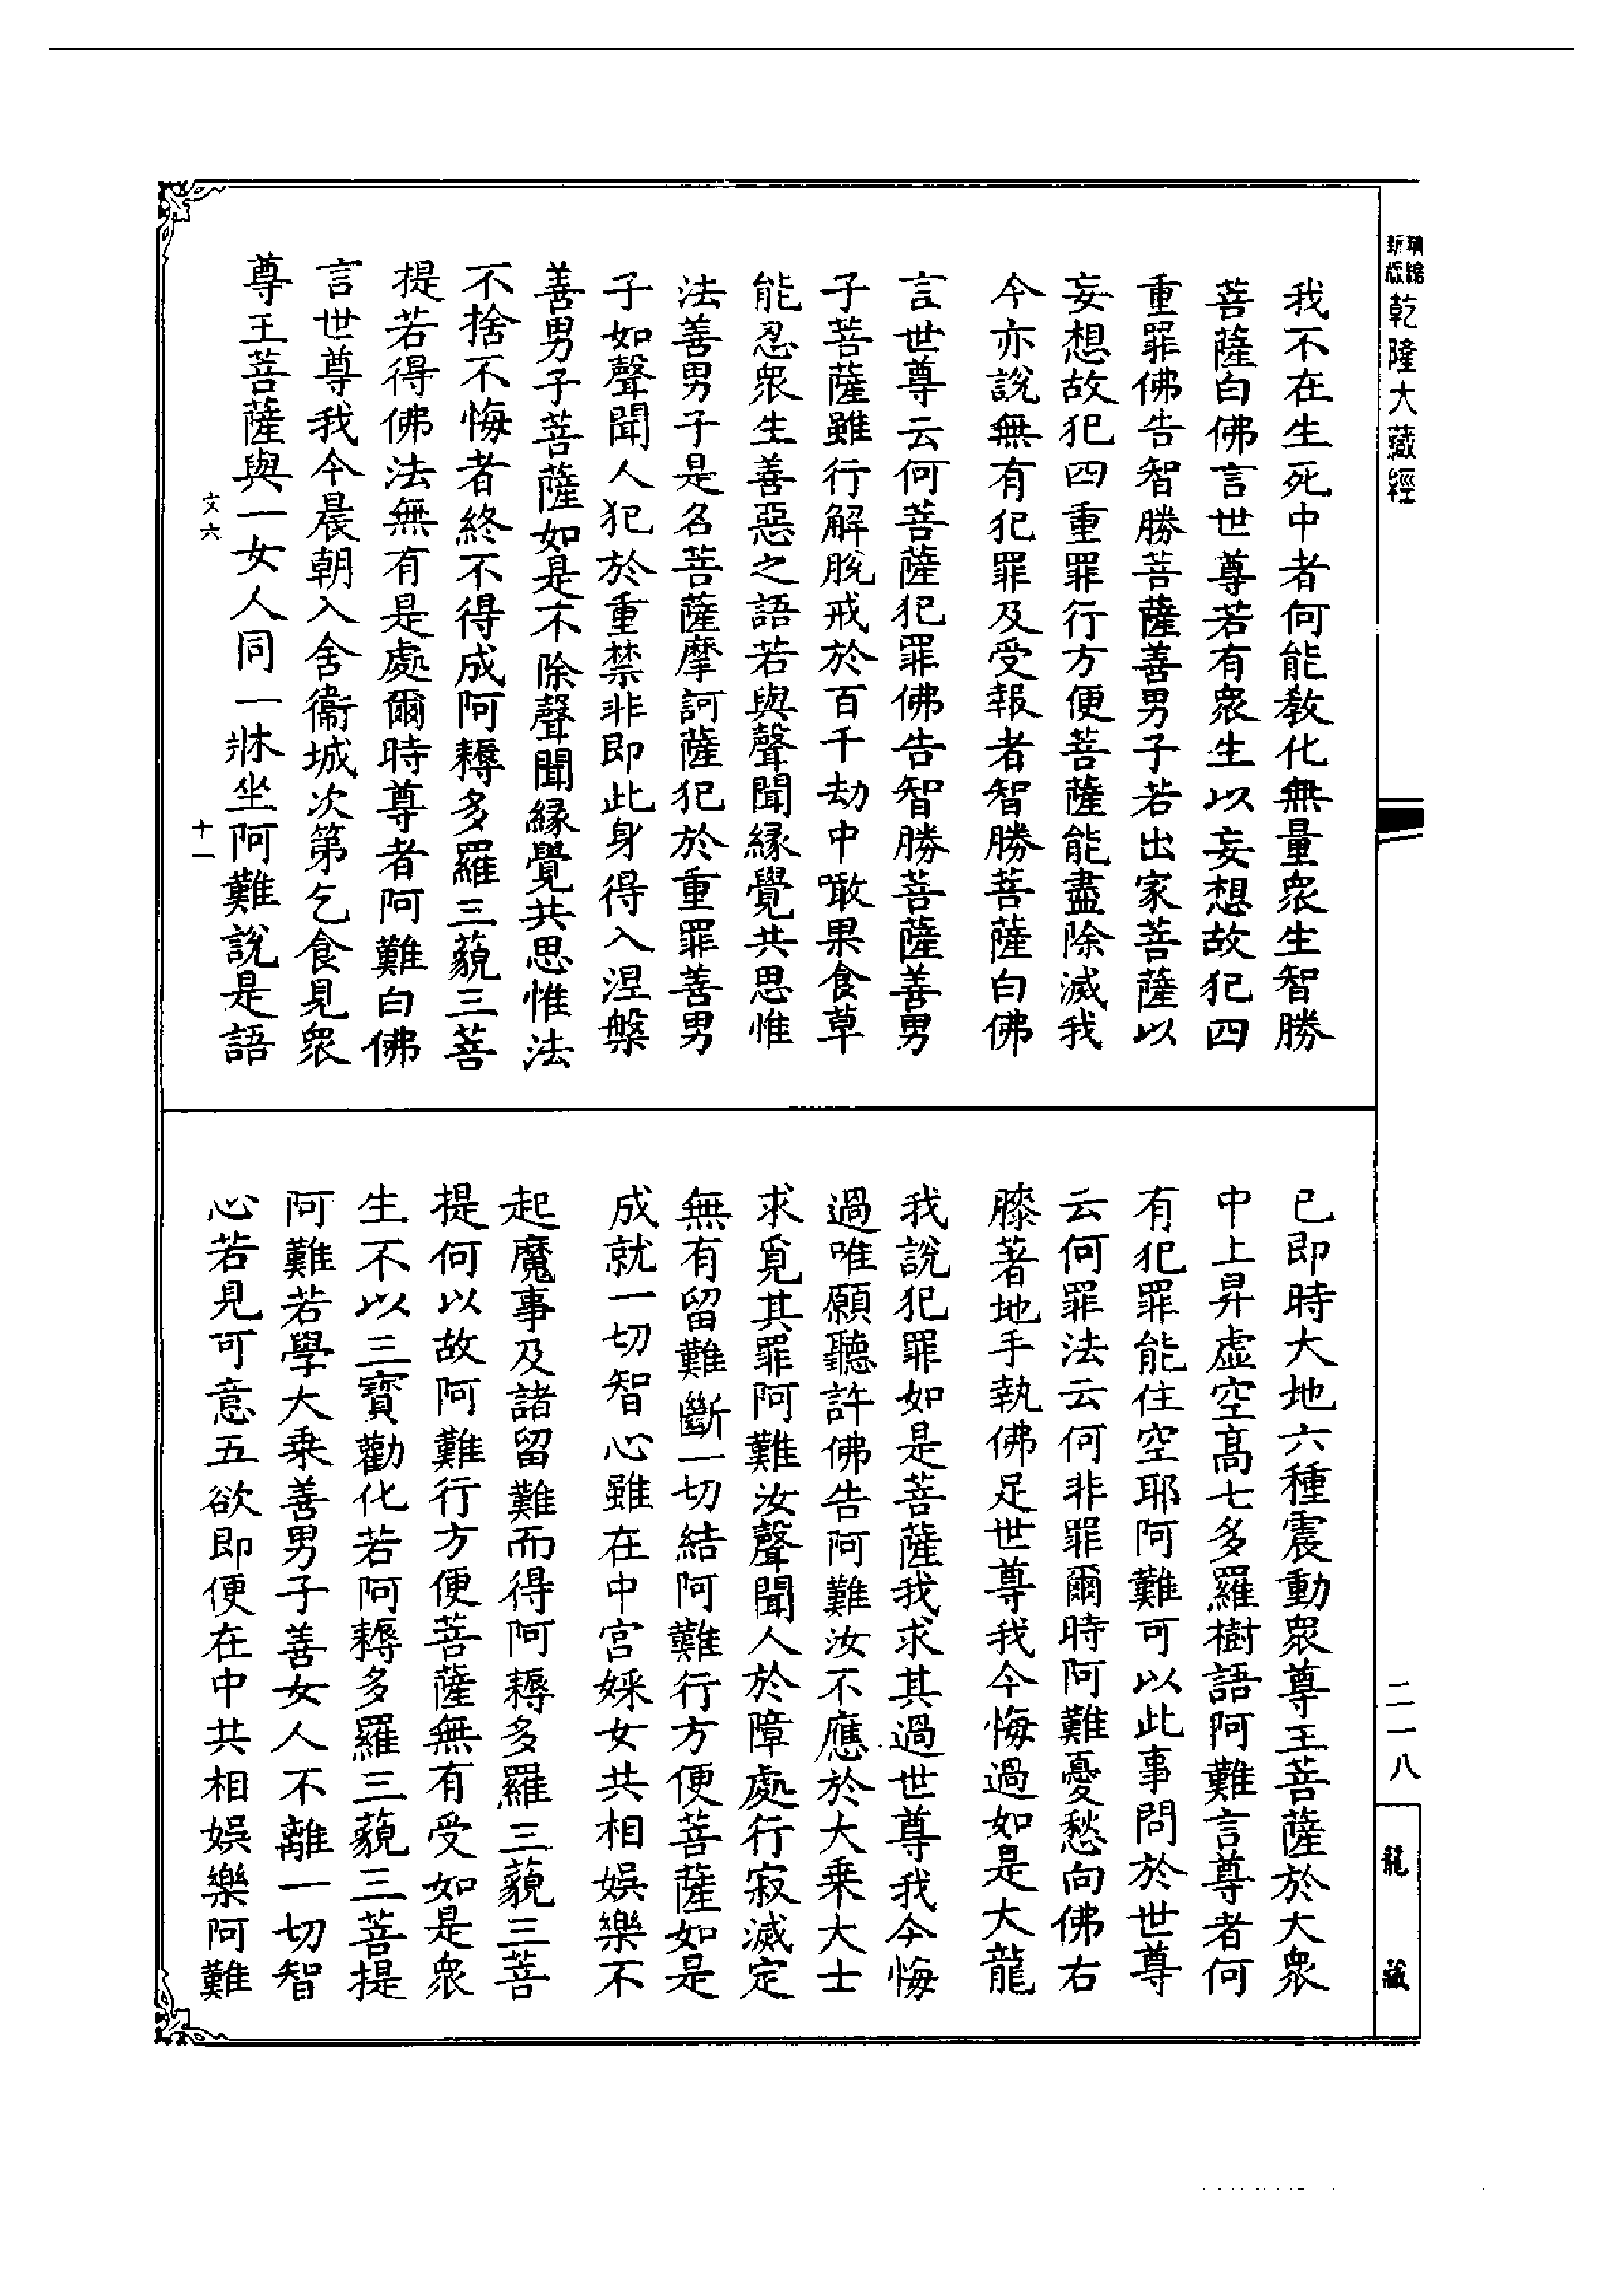 乾隆大藏經
我不在生死中者何能教化無量衆生智勝
菩薩白佛言世尊若有衆生以妄想故犯四
重罪佛告智勝菩薩善男子若出家菩薩以
妄想故犯四重罪行方便菩薩能盡除滅我
今亦說無有犯罪及受報者智勝菩薩白佛
言世尊云何菩薩犯罪佛告智勝菩薩善男
子菩薩雖行解脫戒於百千劫中噉果食草
能忍衆生善惡之語若與聲聞緣覺共思惟
法善男子是名菩薩摩訶薩犯於重罪善男
子如聲聞人犯於重禁非即此身得入涅槃
善男子菩薩如是不除聲聞緣覺共思惟法
不捨不悔者終不得成阿耨多羅三藐三菩
提若得佛法無有是處爾時尊者阿難白佛
言世尊我今晨朝入舍衞城次第乞食見衆
尊王菩薩與一女人同一牀坐阿難說是語
文六
十一
已即時大地六種震動衆尊王菩薩於大衆
中上昇虛空高七多羅樹語阿難言尊者何
有犯罪能住空耶阿難可以此事問於世尊
云何罪法云何非罪爾時阿難憂愁向佛右
膝著地手執佛足世尊我今悔過如是大龍
我說犯罪如是菩薩我求其過世尊我今悔
過唯願聽許佛告阿難汝不應於大乘大士
求覓其罪阿難汝聲聞人於障處行寂滅定
無有留難斷一切結阿難行方便菩薩如是
成就一切智心雖在中宮婇女共相娛樂不
起魔事及諸留難而得阿耨多羅三藐三菩
提何以故阿難行方便菩薩無有受如是衆
生不以三寶勸化若阿耨多羅三藐三菩提
阿難若學大乘善男子善女人不離一切智
心若見可意五欲即便在中共相娛樂阿難
二一八
龍藏